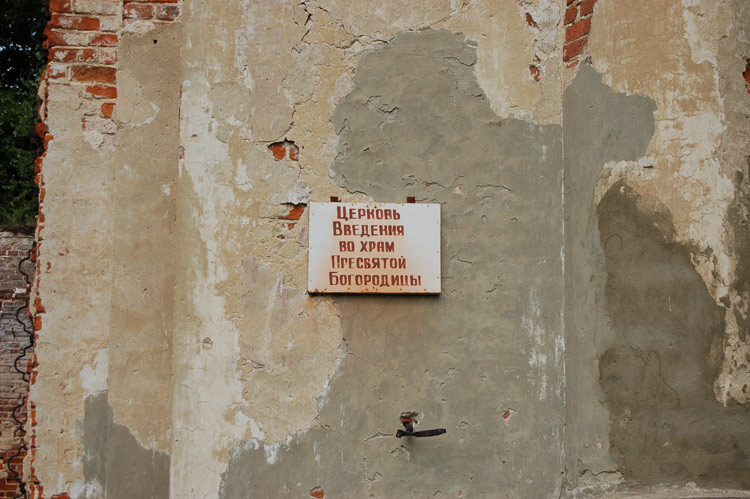 Церковь
Введения
во храм
Пресвятой
Богородицы